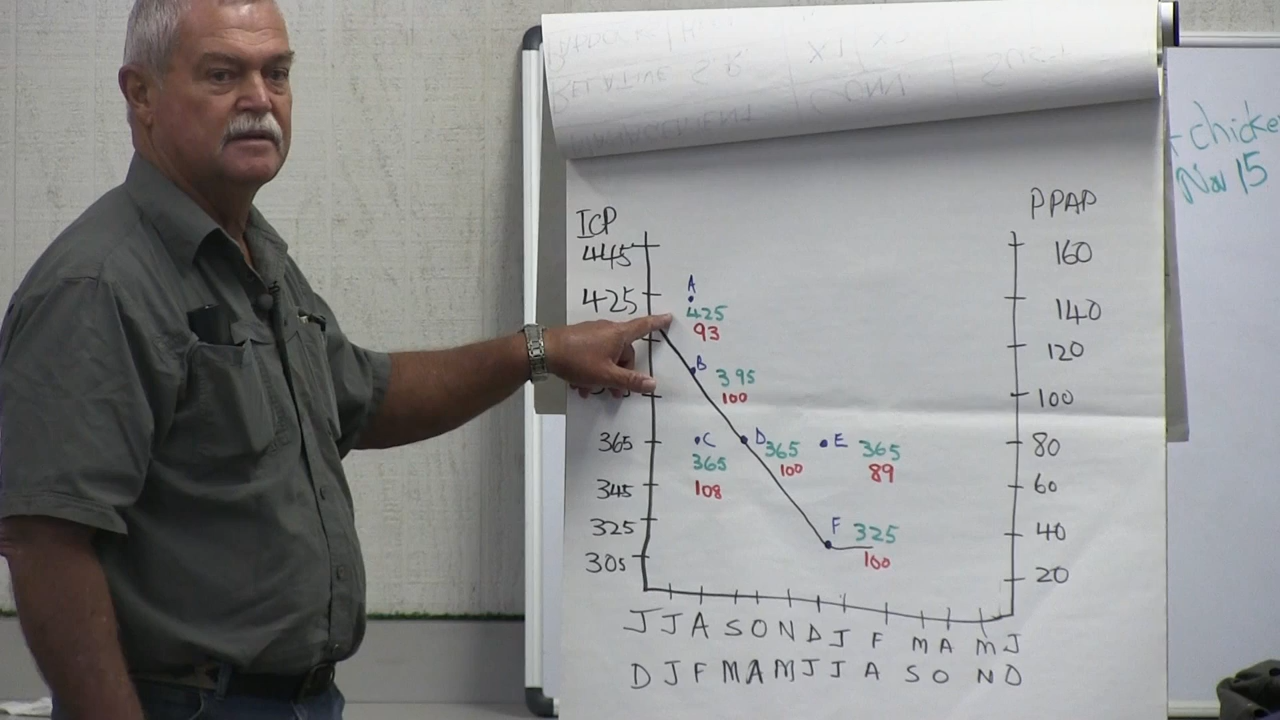 + chicke
Nov 15
ICP
PPAP
445
160
A
425
140
425
93
120
B
395
100
100
365
C
365
108
D
365
100
E
365
89
80
345
60
325
F
325
100
40
305
20
J J A S O N D J F M A M J
D J F M A M J J A S O N D